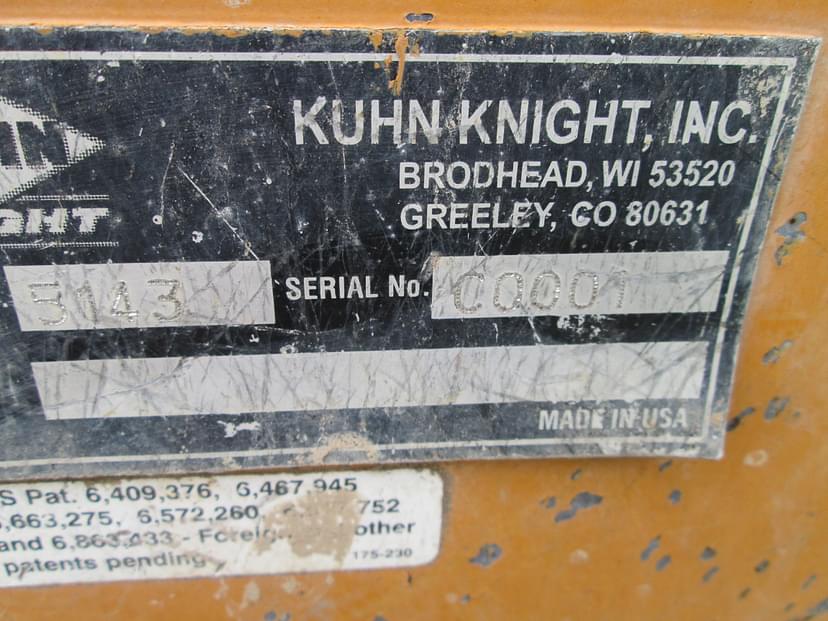 KUHN KNIGHT, INC.
BRODHEAD, WI 53520
GREELEY, CO 80631
5143 SERIAL No. C0001
MADE IN USA
S Pat. 6,409,376, 6,467,945
,663,275, 6,572,260, 752
and 6,863,433 - other
patents pending
175-230